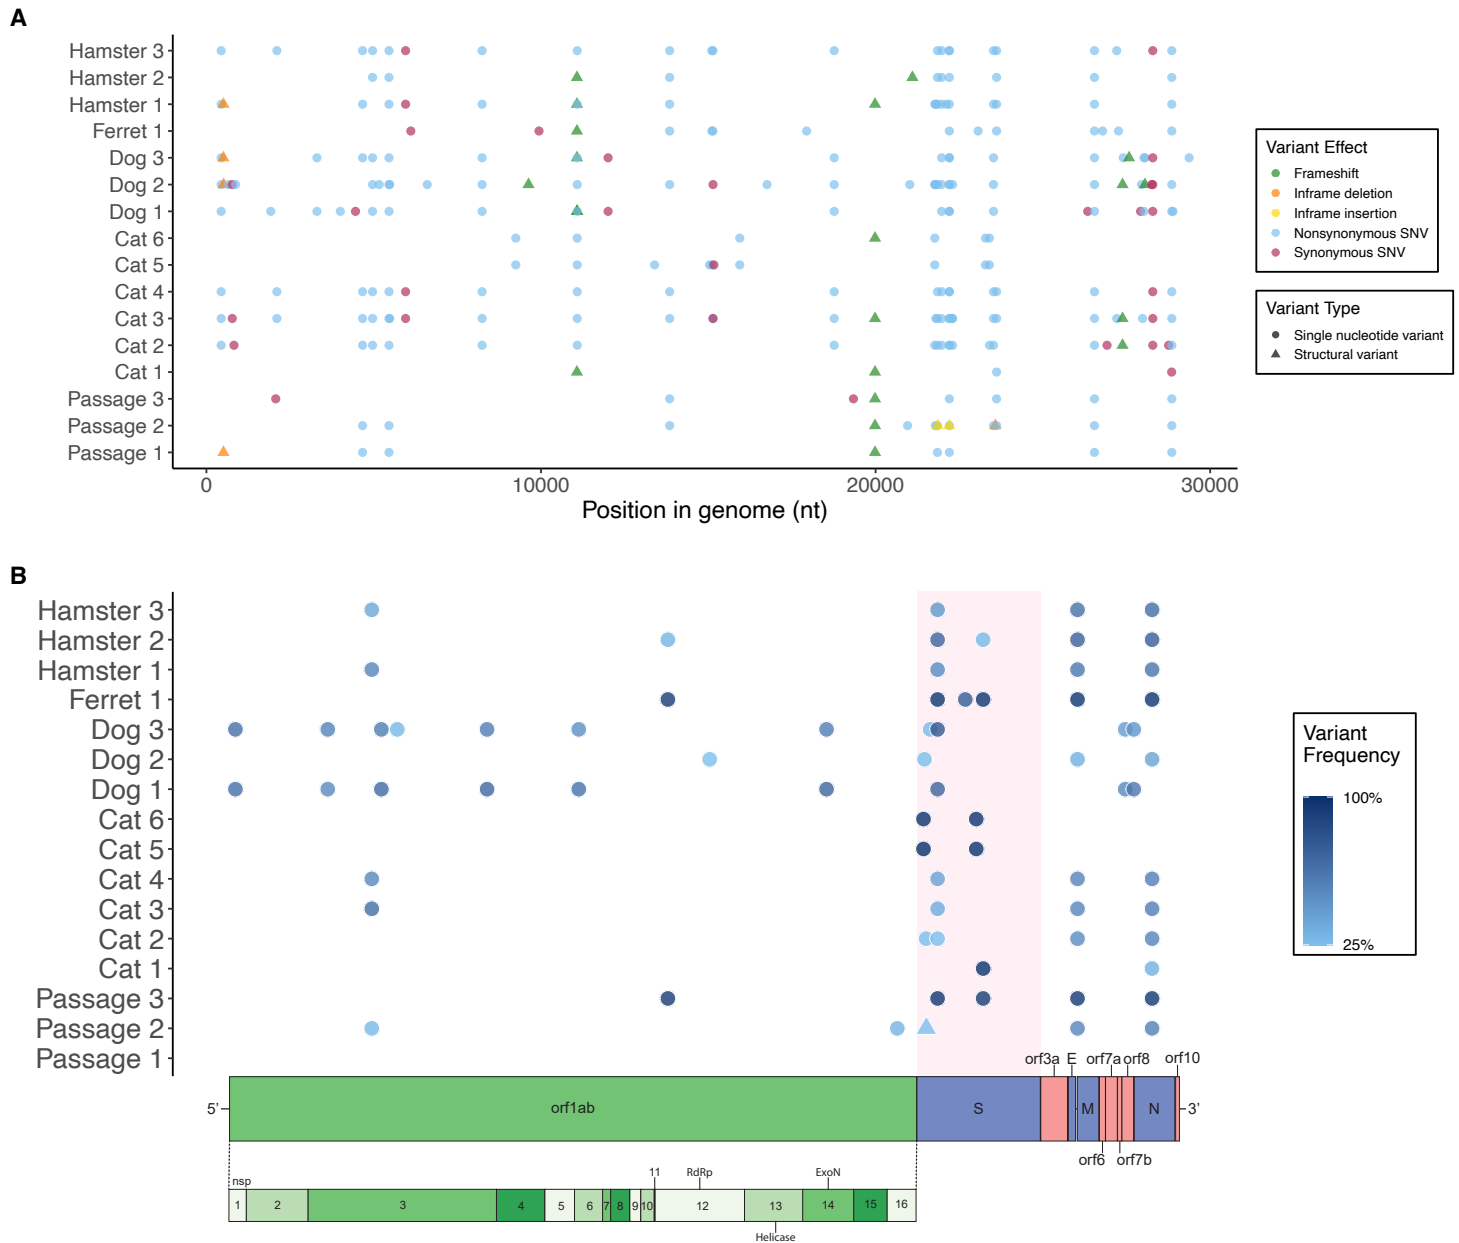 A
Hamster 3
Hamster 2
Hamster 1
Ferret 1
Dog 3
Dog 2
Dog 1
Cat 6
Cat 5
Cat 4
Cat 3
Cat 2
Cat 1
Passage 3
Passage 2
Passage 1
0
10000
20000
30000
Position in genome (nt)
Variant Effect
Frameshift
Inframe deletion
Inframe insertion
Nonsynonymous SNV
Synonymous SNV
Variant Type
Single nucleotide variant
Structural variant
B
Hamster 3
Hamster 2
Hamster 1
Ferret 1
Dog 3
Dog 2
Dog 1
Cat 6
Cat 5
Cat 4
Cat 3
Cat 2
Cat 1
Passage 3
Passage 2
Passage 1
Variant
Frequency
100%
25%
orf3a E orf7a orf8 orf10
5’ orf1ab S M N 3’
orf6 orf7b
nsp 11 RdRp ExoN
1 2 3 4 5 6 7 8 9 10 12 13 14 15 16
Helicase